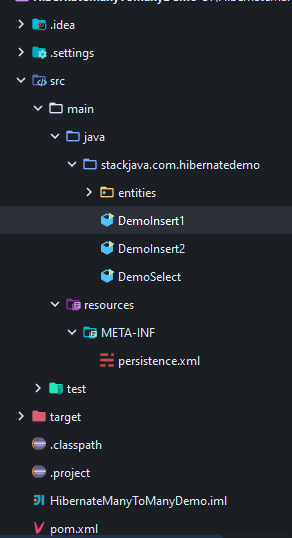 .idea
.settings
src
main
java
stackjava.com.hibernatedemo
entities
DemoInsert1
DemoInsert2
DemoSelect
resources
META-INF
persistence.xml
test
target
.classpath
.project
HibernateManyToManyDemo.iml
pom.xml